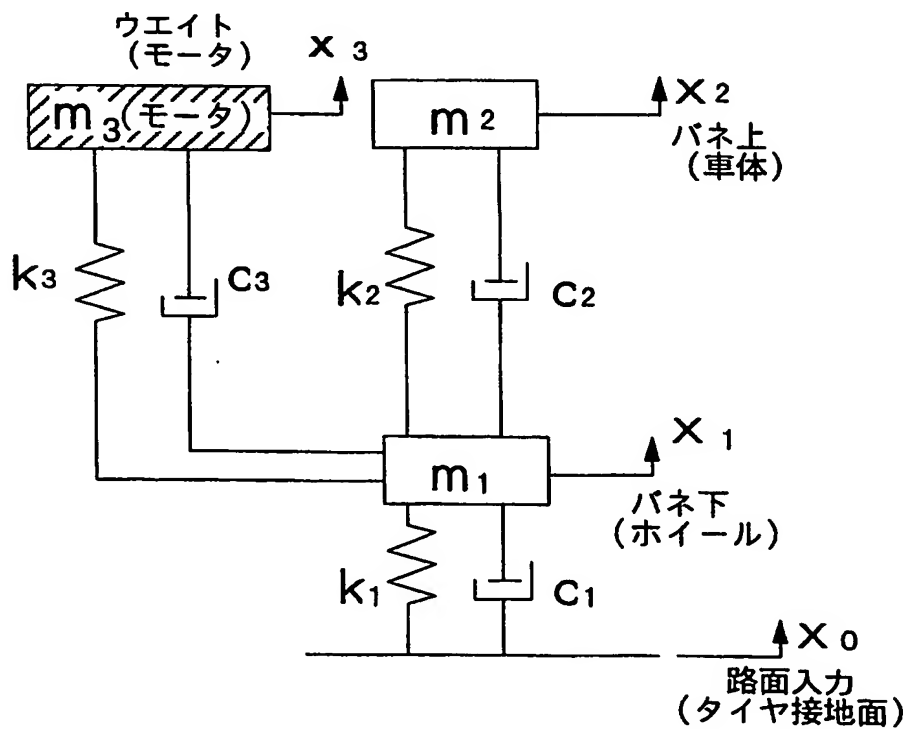 ウエイト
(モータ)
x 3
m 3(モータ)
m 2
x 2
バネ上
(車体)
k3
c3
k2
c2
x 1
m 1
バネ下
(ホイール)
k1
c1
x 0
路面入力
(タイヤ接地面)